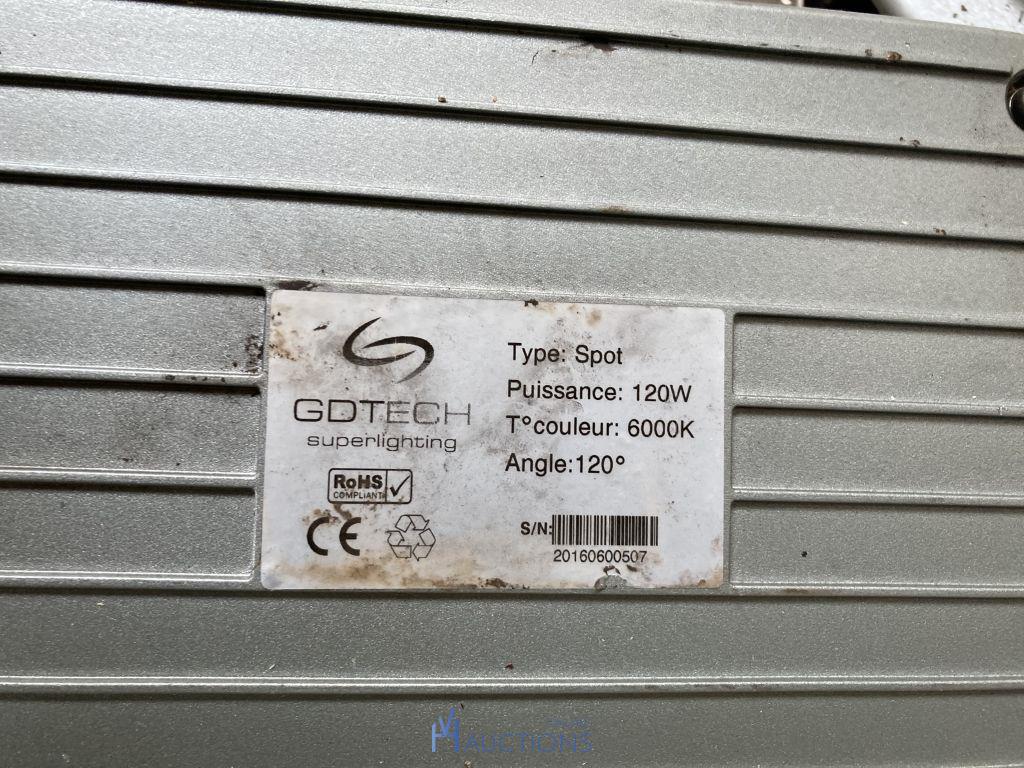 GDTECH
superlighting
RoHS
COMPLIANT
CE
Type: Spot
Puissance: 120W
T°couleur: 6000K
Angle:120°
S/N:
20160600507
AUCTIONS